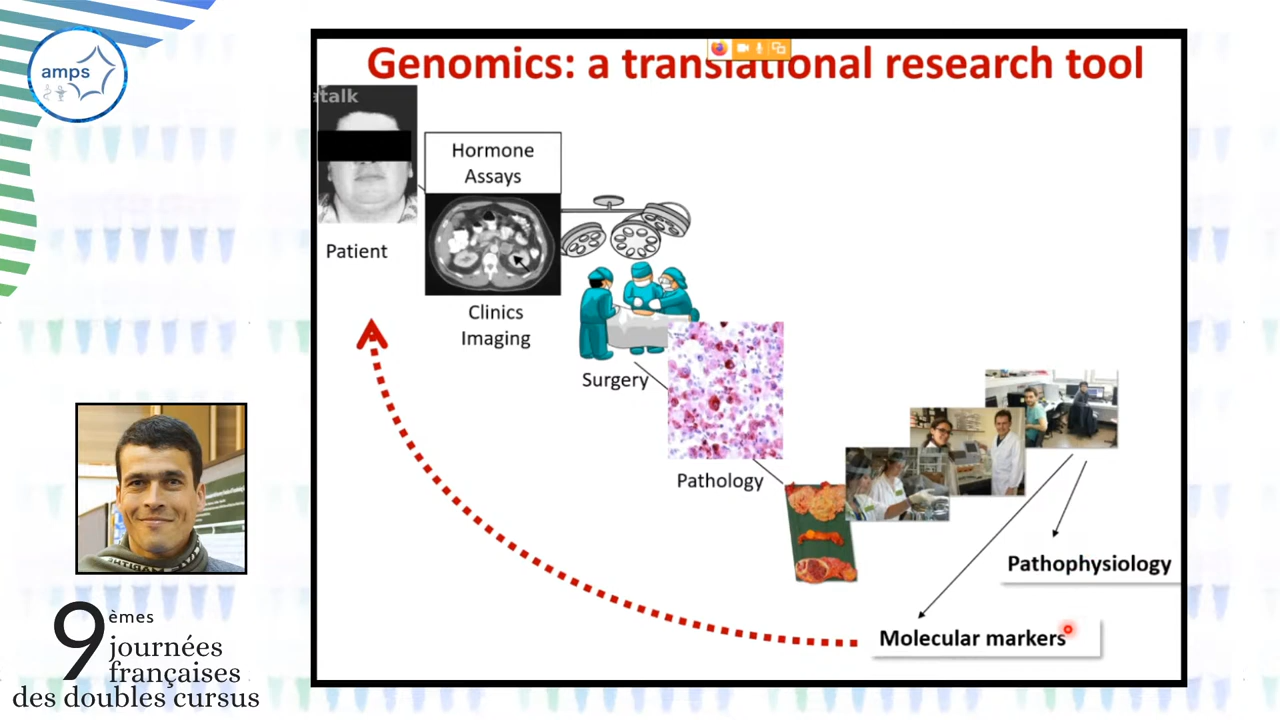 amps
Genomics: a translational research tool
atalk
Hormone
Assays
Patient
Clinics
Imaging
Surgery
Pathology
Pathophysiology
Molecular markers
9èmes
journées
françaises
des doubles cursus